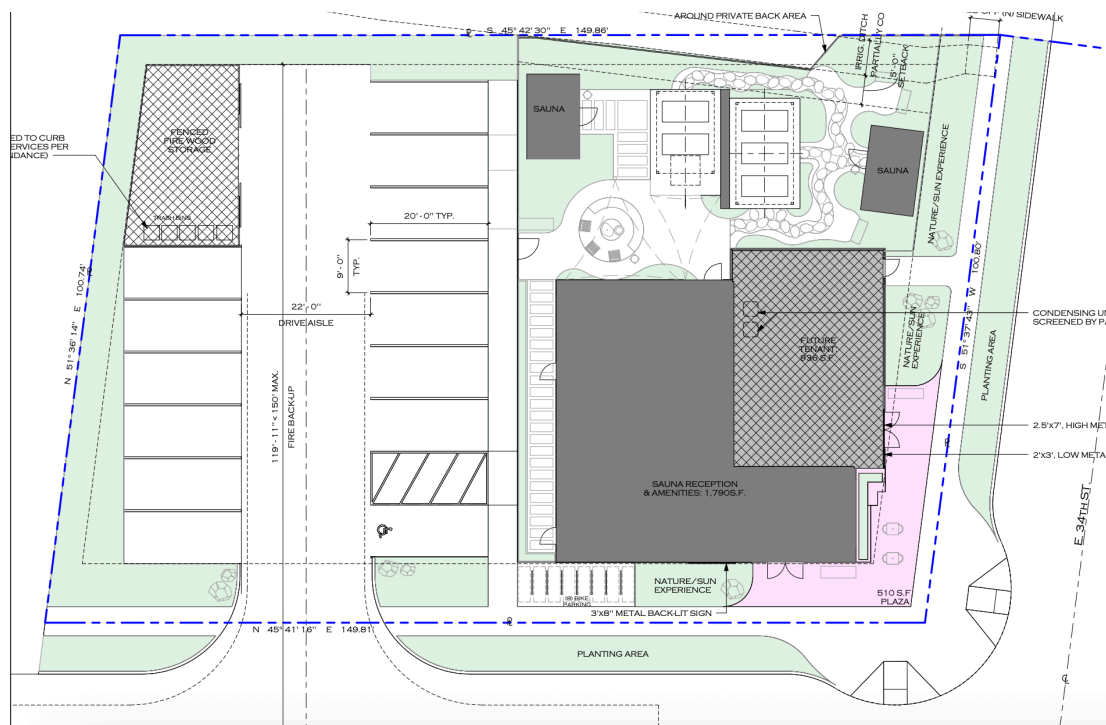 AROUND PRIVATE BACK AREA
(N) SIDEWALK
S 45° 42' 30" E 149.86'
IRRIG. DITCH
PARTIALLY CO
SETBACK
SAUNA
ED TO CURB
ERVICES PER
NDANCE)
FENCED
FIRE WOOD
STORAGE
TRASH BINS
SAUNA
NATURE/SUN EXPERIENCE
20'-0" TYP.
9'-0"
TYP.
22'-0"
DRIVE AISLE
N 51° 36' 14" E 100.74'
119'-11" < 150' MAX.
FIRE BACK-UP
S 51° 37' 43" W 100.80'
CONDENSING UN
SCREENED BY PA
FUTURE
TENANT
936 S.F.
NATURE/SUN
EXPERIENCE
PLANTING AREA
2.5'x7', HIGH MET
2'x3', LOW META
SAUNA RECEPTION
& AMENITIES: 1,790S.F.
E 34TH ST
NATURE/SUN
EXPERIENCE
510 S.F.
PLAZA
(8) BIKE
PARKING
3'x8" METAL BACK-LIT SIGN
N 45° 41' 16" E 149.81'
PLANTING AREA